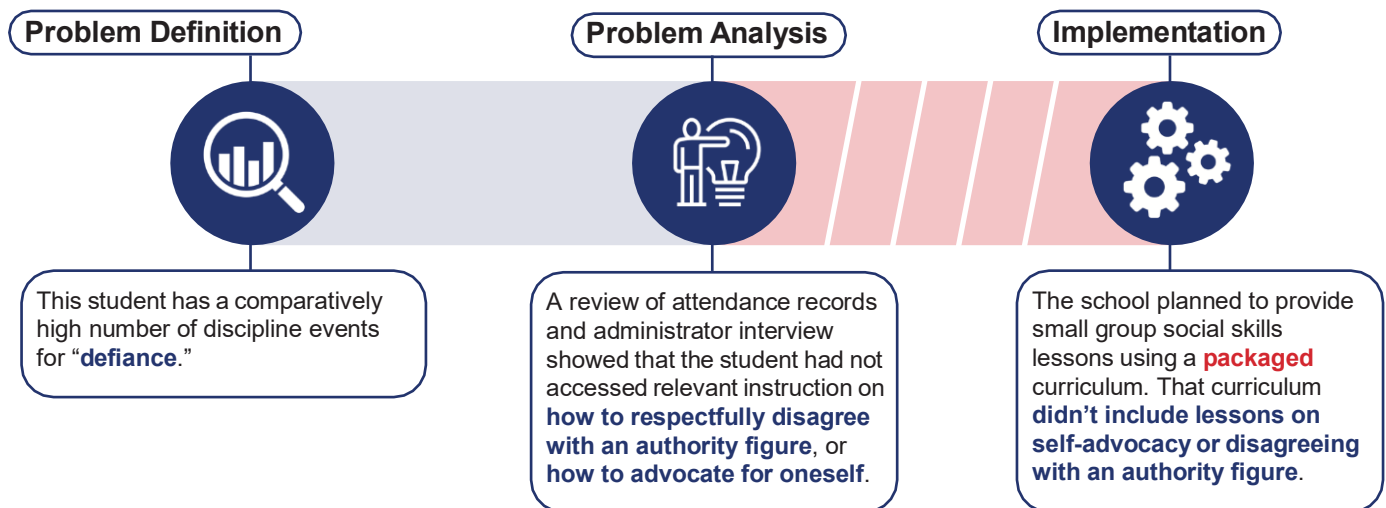 Problem Definition
Problem Analysis
Implementation
This student has a comparatively
high number of discipline events
for “defiance.”
A review of attendance records
and administrator interview
showed that the student had not
accessed relevant instruction on
how to respectfully disagree
with an authority figure, or
how to advocate for oneself.
The school planned to provide
small group social skills
lessons using a packaged
curriculum. That curriculum
didn’t include lessons on
self-advocacy or disagreeing
with an authority figure.